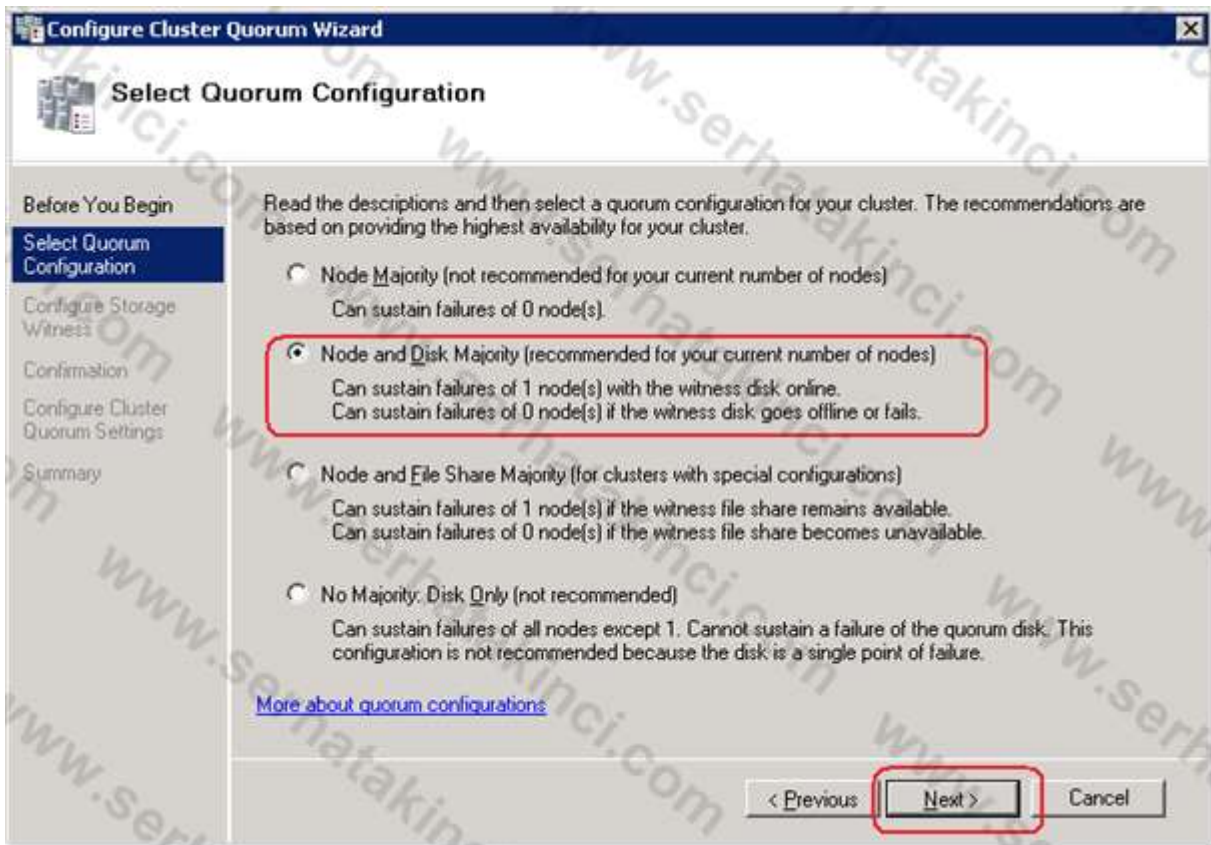 Configure Cluster Quorum Wizard
Select Quorum Configuration
Before You Begin
Select Quorum
Configuration
Configure Storage
Witness
Confirmation
Configure Cluster
Quorum Settings
Summary
Read the descriptions and then select a quorum configuration for your cluster. The recommendations are
based on providing the highest availability for your cluster.
Node Majority (not recommended for your current number of nodes)
Can sustain failures of 0 node(s).
Node and Disk Majority (recommended for your current number of nodes)
Can sustain failures of 1 node(s) with the witness disk online.
Can sustain failures of 0 node(s) if the witness disk goes offline or fails.
Node and File Share Majority (for clusters with special configurations)
Can sustain failures of 1 node(s) if the witness file share remains available.
Can sustain failures of 0 node(s) if the witness file share becomes unavailable.
No Majority: Disk Only (not recommended)
Can sustain failures of all nodes except 1. Cannot sustain a failure of the quorum disk. This
configuration is not recommended because the disk is a single point of failure.
More about quorum configurations
< Previous
Next >
Cancel
www.serhatakinci.com